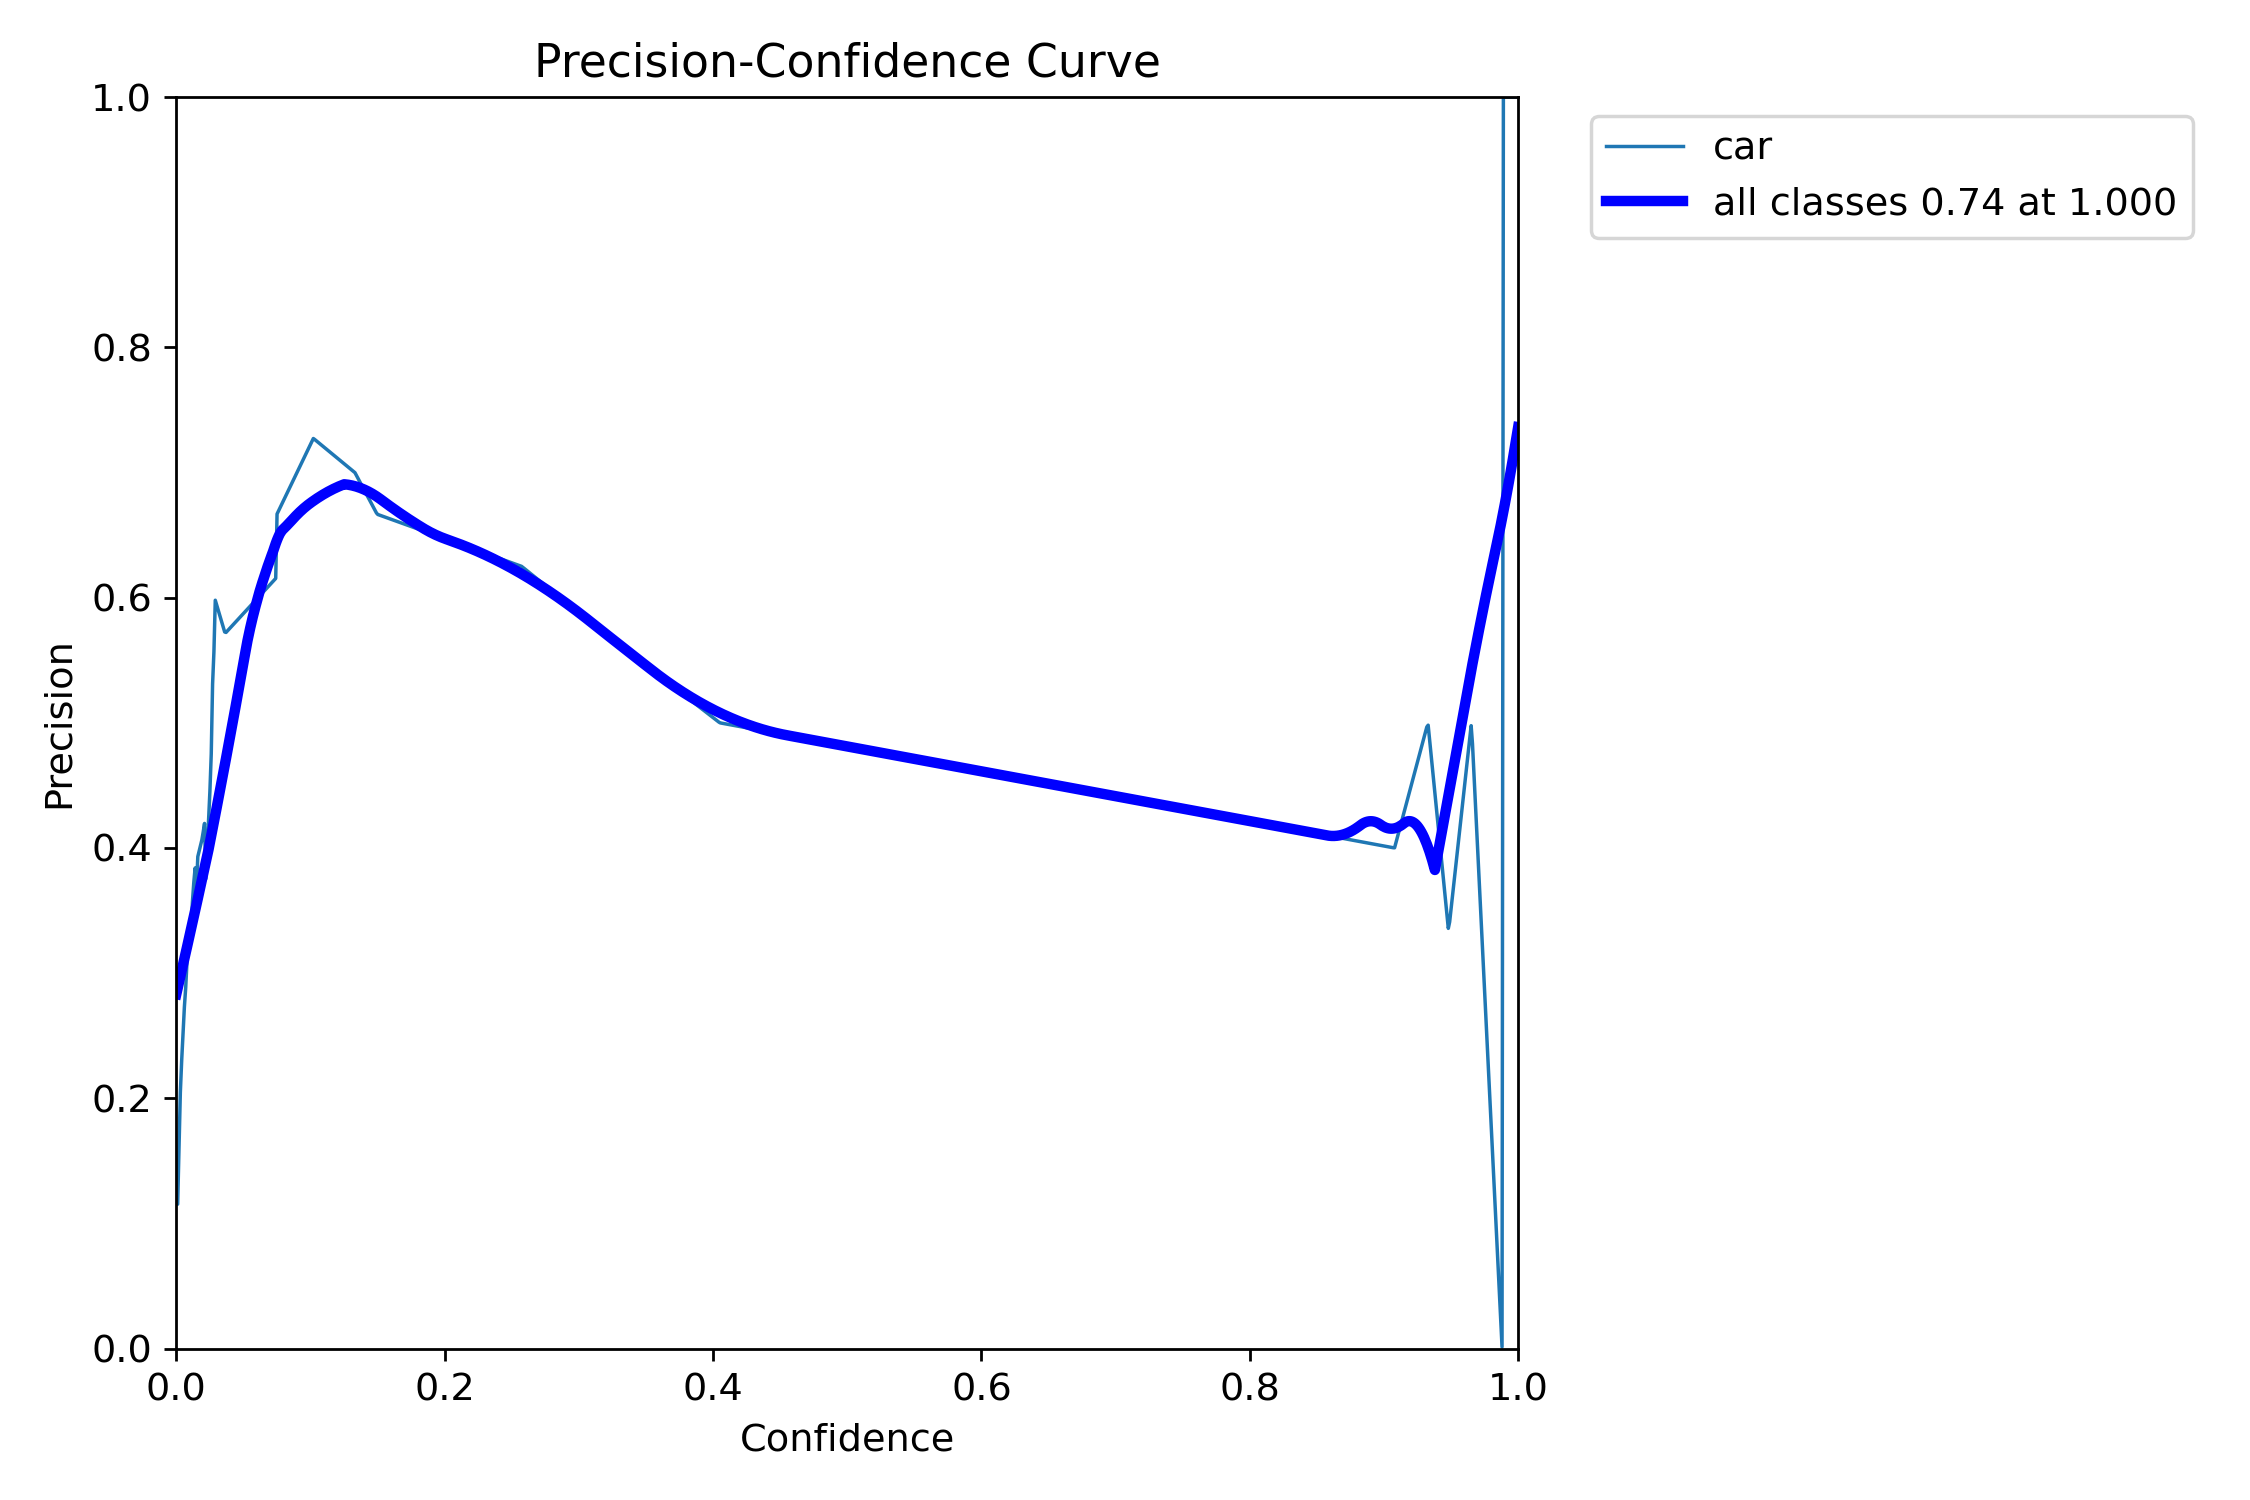 Precision-Confidence Curve
car
all classes 0.74 at 1.000
Precision
1.0
0.8
0.6
0.4
0.2
0.0
0.0 0.2 0.4 0.6 0.8 1.0
Confidence